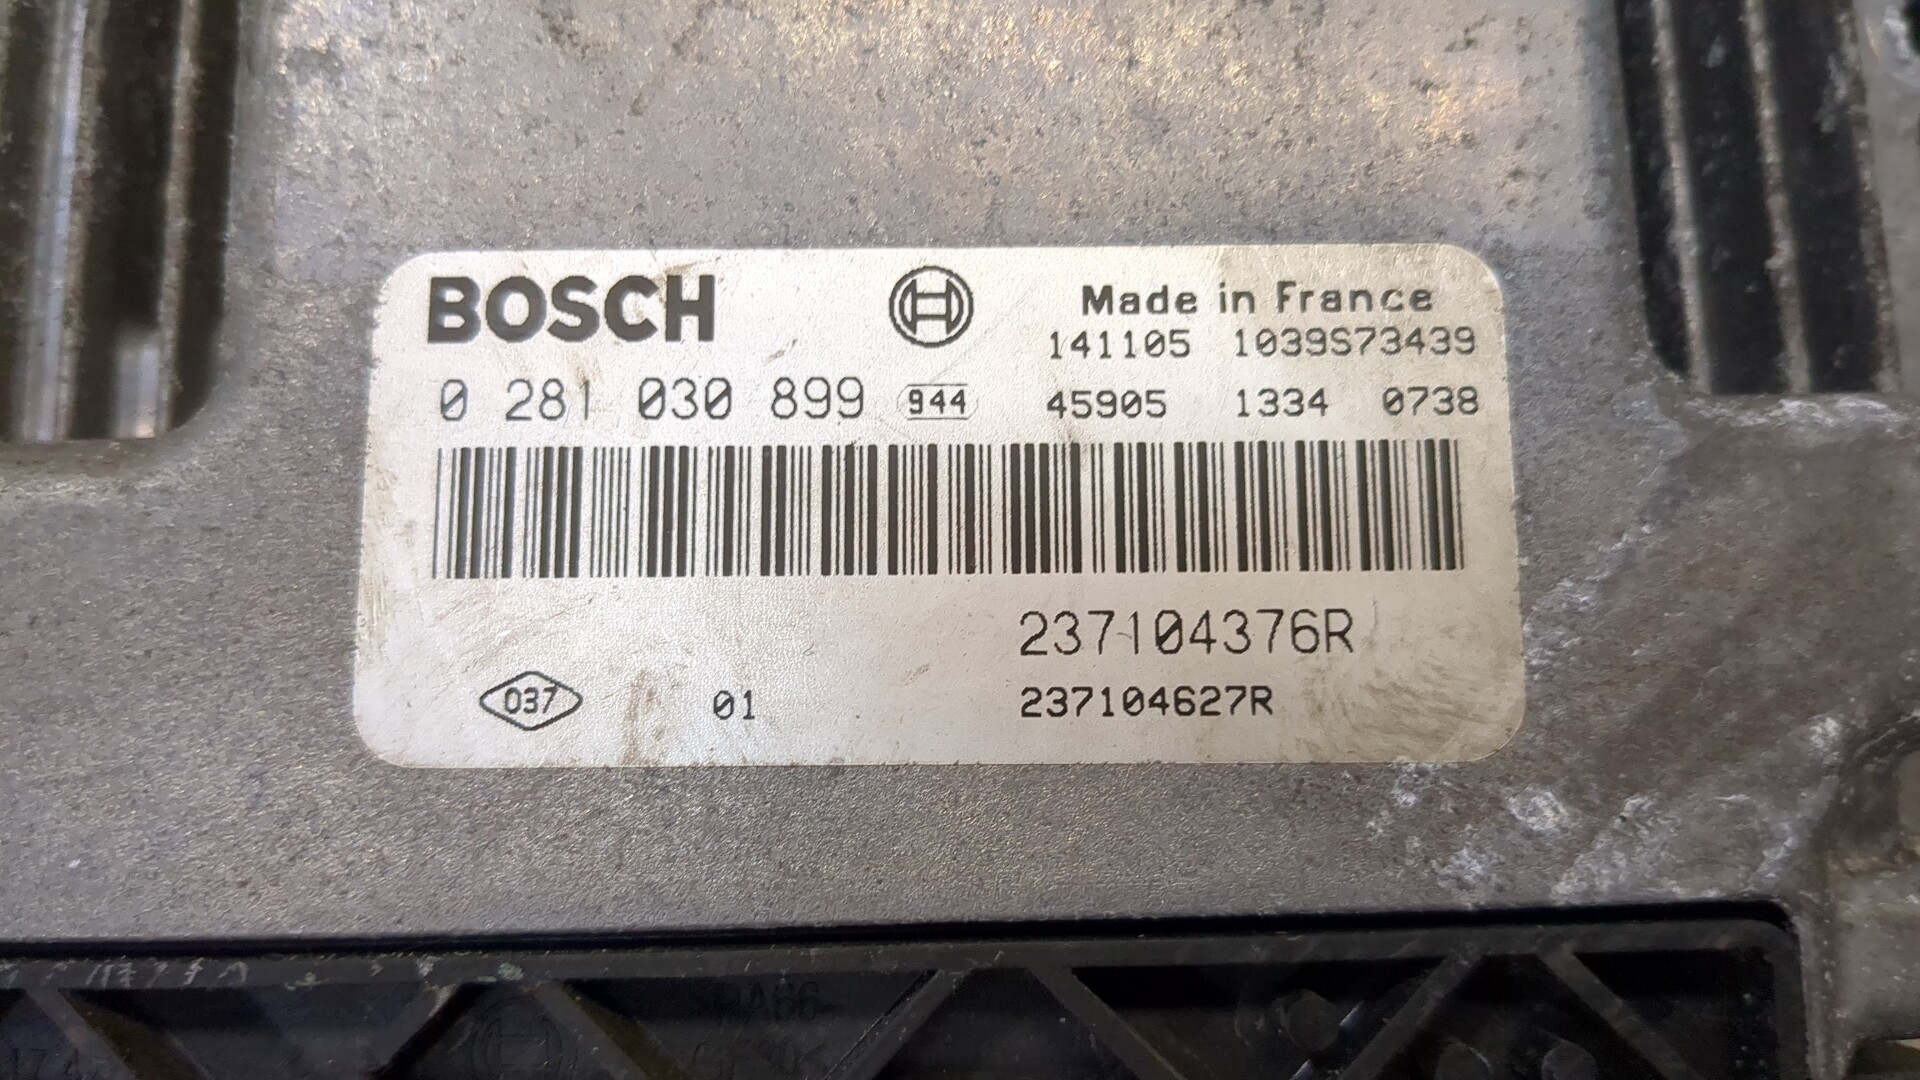 BOSCH
Made in France
141105 1039S73439
0 281 030 899 944 45905 1334 0738
237104376R
037 01 237104627R